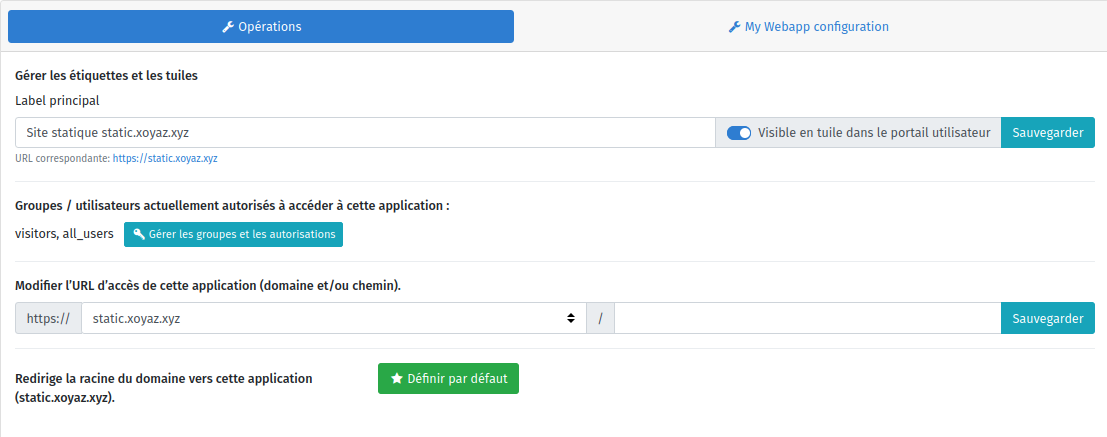 Opérations
My Webapp configuration
Gérer les étiquettes et les tuiles
Label principal
Site statique static.xoyaz.xyz
Visible en tuile dans le portail utilisateur
Sauvegarder
URL correspondante: https://static.xoyaz.xyz
Groupes / utilisateurs actuellement autorisés à accéder à cette application :
visitors, all_users
Gérer les groupes et les autorisations
Modifier l’URL d’accès de cette application (domaine et/ou chemin).
https://
static.xoyaz.xyz
/
Sauvegarder
Redirige la racine du domaine vers cette application
(static.xoyaz.xyz).
Définir par défaut